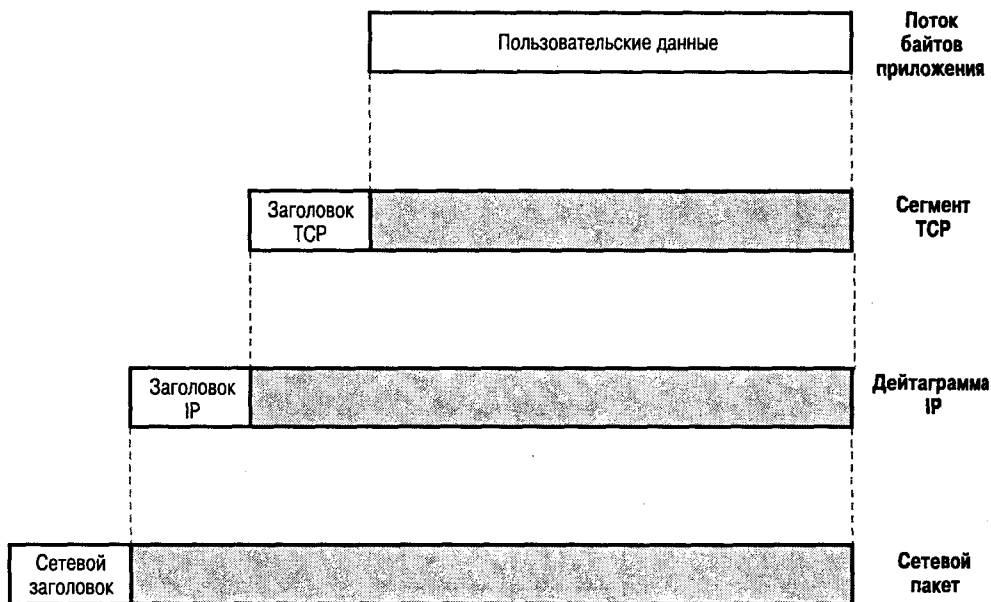 Пользовательские данные
Поток
байтов
приложения
Заголовок
TCP
Сегмент
TCP
Заголовок
IP
Дейтаграмма
IP
Сетевой
заголовок
Сетевой
пакет